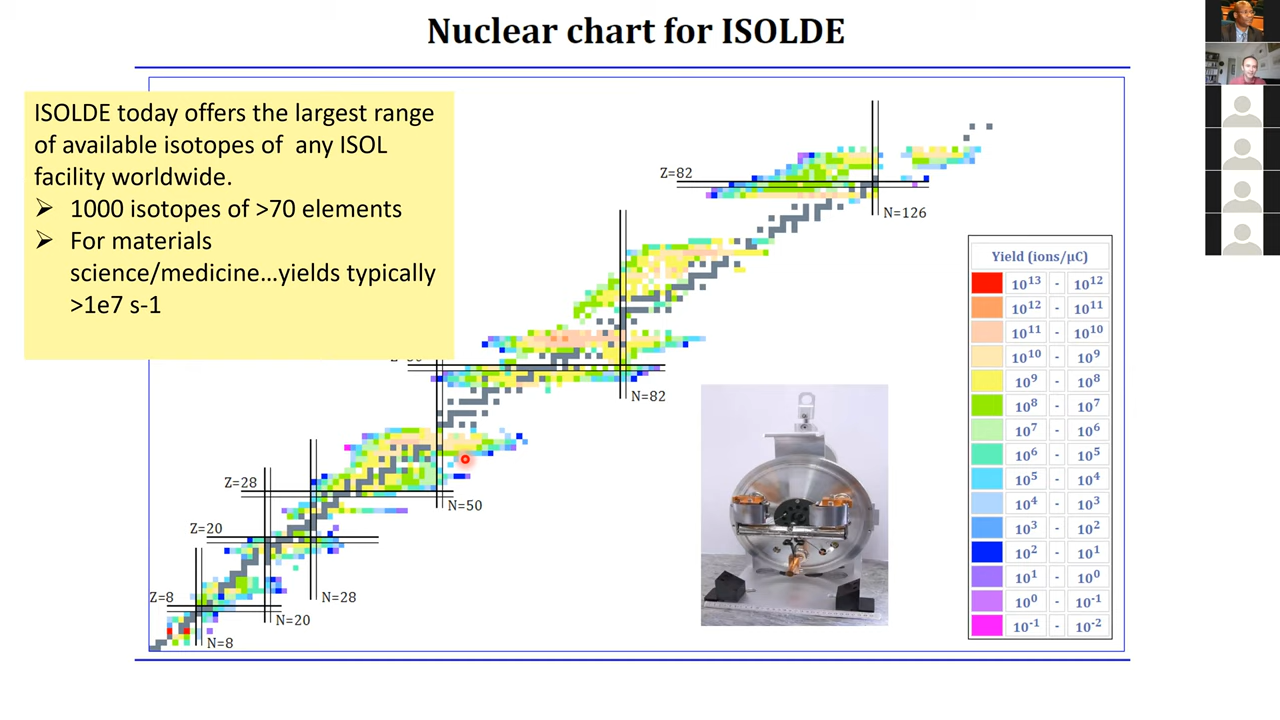 Nuclear chart for ISOLDE
ISOLDE today offers the largest range
of available isotopes of any ISOL
facility worldwide.
➢ 1000 isotopes of >70 elements
➢ For materials
science/medicine...yields typically
>1e7 s-1
Z=82
N=126
N=82
Z=28
N=50
Z=20
N=28
Z=8
N=20
N=8
Yield (ions/µC)
10¹³ - 10¹²
10¹² - 10¹¹
10¹¹ - 10¹⁰
10¹⁰ - 10⁹
10⁹ - 10⁸
10⁸ - 10⁷
10⁷ - 10⁶
10⁶ - 10⁵
10⁵ - 10⁴
10⁴ - 10³
10³ - 10²
10² - 10¹
10¹ - 10⁰
10⁰ - 10⁻¹
10⁻¹ - 10⁻²